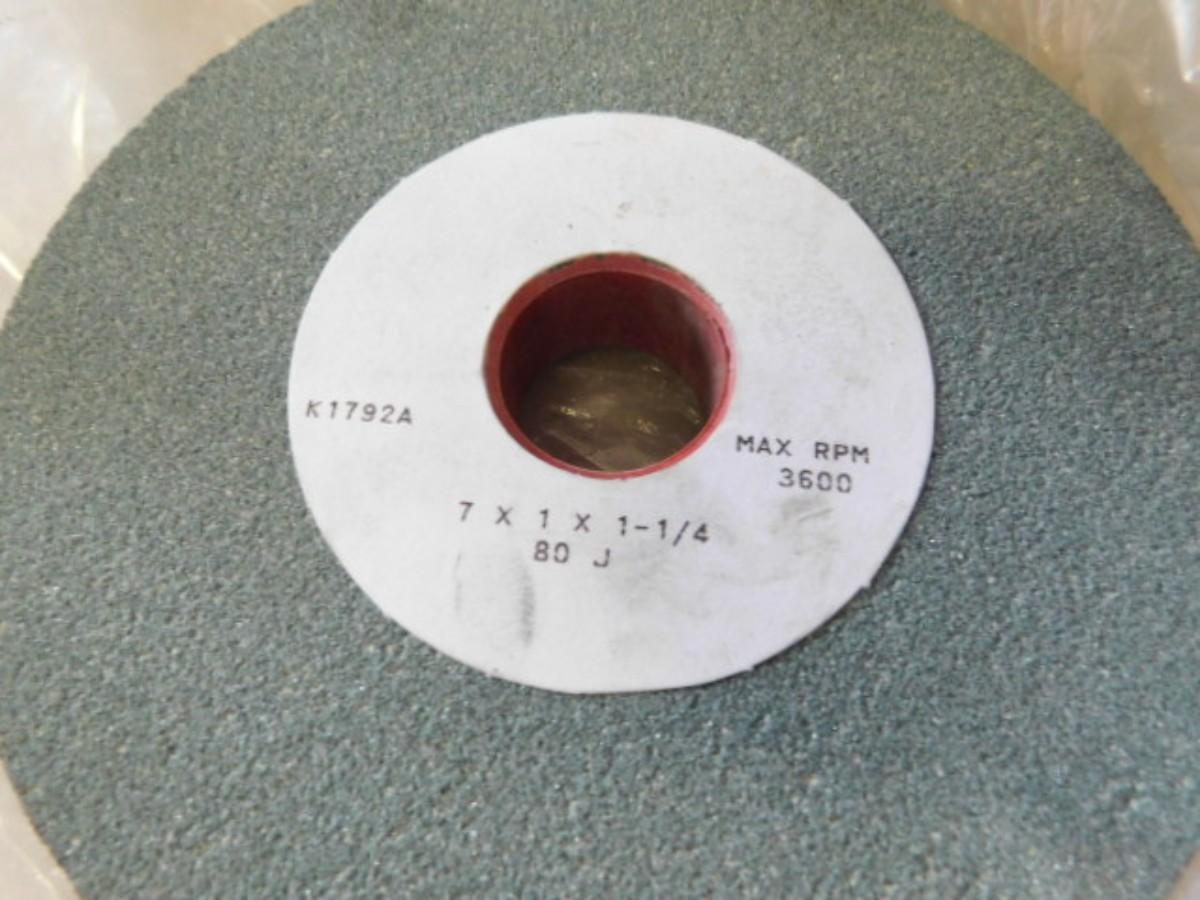 K1792A
MAX RPM
3600
7 X 1 X 1-1/4
80 J